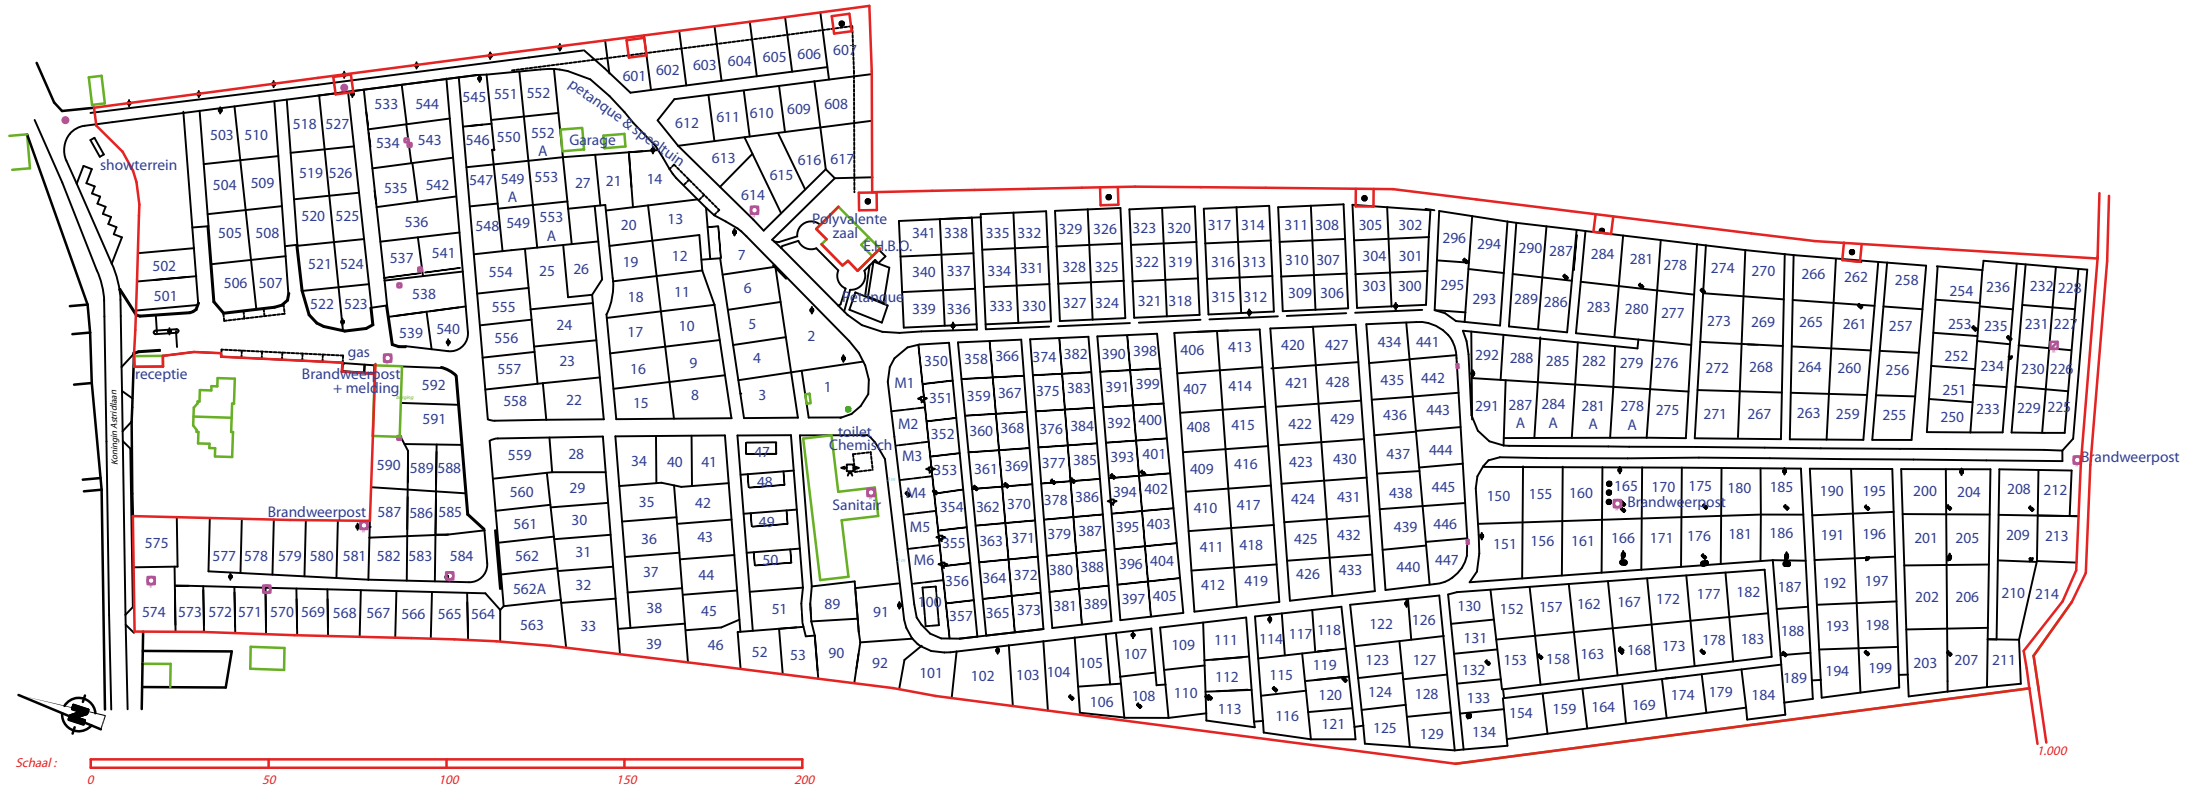 601 602 603 604 605 606 607
612 611 610 609 608
613 615 616 617
614
petanque & speeltuin
Garage
showterrein
503 510
504 509
505 508
506 507
502
501
518 527
519 526
520 525
521 524
522 523
533 544
534 543
535 542
536
537 541
538
539 540
545 551 552
546 550 552 A
547 549 A 553
548 549 553 A
27 21 14
554 25 26
555
556 24
557 23
558 22
20 13
19 12
18 11
17 10
16 9
15 8
7
6
5
4
3
2
1
Polyvalente
zaal
E.H.B.O.
Petanque
gas
receptie
Brandweerpost
+ melding
Koningin Astridlaan
592
591
590 589 588
587 586 585
Brandweerpost
575
577 578 579 580 581 582 583 584
574 573 572 571 570 569 568 567 566 565 564
559 28
560 29
561 30
562 31
562A 32
563 33
34 40 41
35 42
36 43
37 44
38 45
39 46
47
48
49
50
51
52 53
toilet
Chemisch
Sanitair
89 91
90 92
M1
M2
M3
M4
M5
M6
100
341 338 335 332 329 326 323 320 317 314 311 308 305 302
340 337 334 331 328 325 322 319 316 313 310 307 304 301
339 336 333 330 327 324 321 318 315 312 309 306 303 300
296 294 290 287 284 281 278 274 270 266 262 258 254 236 232 228
295 293 289 286 283 280 277 273 269 265 261 257 253 235 231 227
292 288 285 282 279 276 272 268 264 260 256 252 234 230 226
251
291 287 A 284 A 281 A 278 A 275 271 267 263 259 255 250 233 229 225
350 358 366 374 382 390 398 406 413 420 427 434 441
351 359 367 375 383 391 399 407 414 421 428 435 442
352 360 368 376 384 392 400 408 415 422 429 436 443
353 361 369 377 385 393 401 409 416 423 430 437 444
354 362 370 378 386 394 402 410 417 424 431 438 445
355 363 371 379 387 395 403 411 418 425 432 439 446
356 364 372 380 388 396 404 412 419 426 433 440 447
357 365 373 381 389 397 405
Brandweerpost
150 155 160 165 170 175 180 185 190 195 200 204 208 212
Brandweerpost
151 156 161 166 171 176 181 186 191 196 201 205 209 213
130 152 157 162 167 172 177 182 187 192 197 202 206 210 214
131 153 158 163 168 173 178 183 188 193 198
132
133 154 159 164 169 174 179 184 189 194 199 203 207 211
134
101 102 103 104 105 107 109 111 114 117 118 122 126
106 108 110 112 115 119 123 127
113 116 120 124 128
121 125 129
N
Schaal :
0 50 100 150 200
1.000